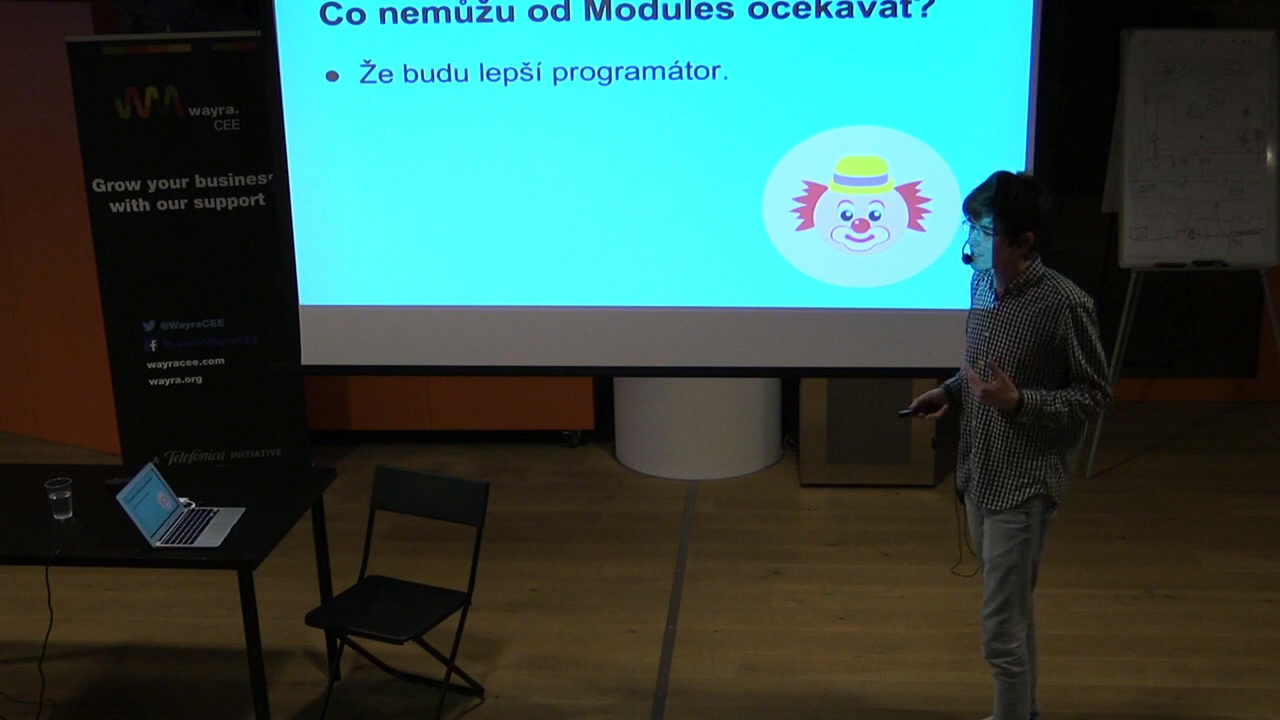 Co nemůžu od Modules očekávat?
● Že budu lepší programátor.
wayra.
CEE
Grow your business
with our support
@WayraCEE
wayracee.com
wayra.org
A Telefónica INITIATIVE